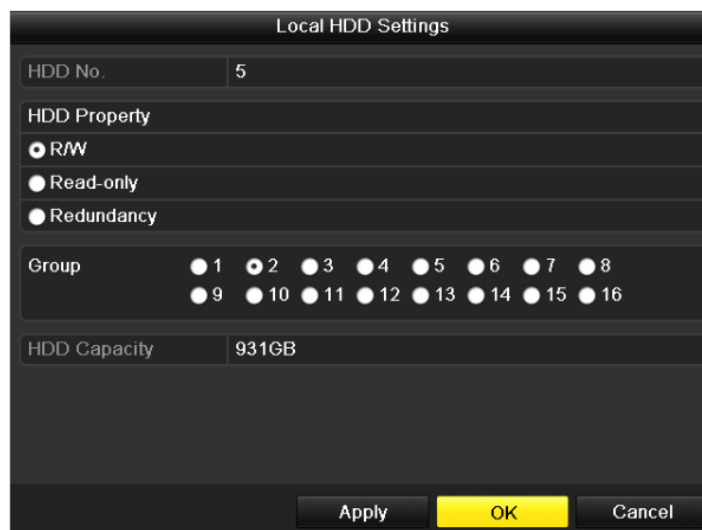 Local HDD Settings
HDD No. 5
HDD Property
R/W
Read-only
Redundancy
Group 1 2 3 4 5 6 7 8
9 10 11 12 13 14 15 16
HDD Capacity 931GB
Apply OK Cancel